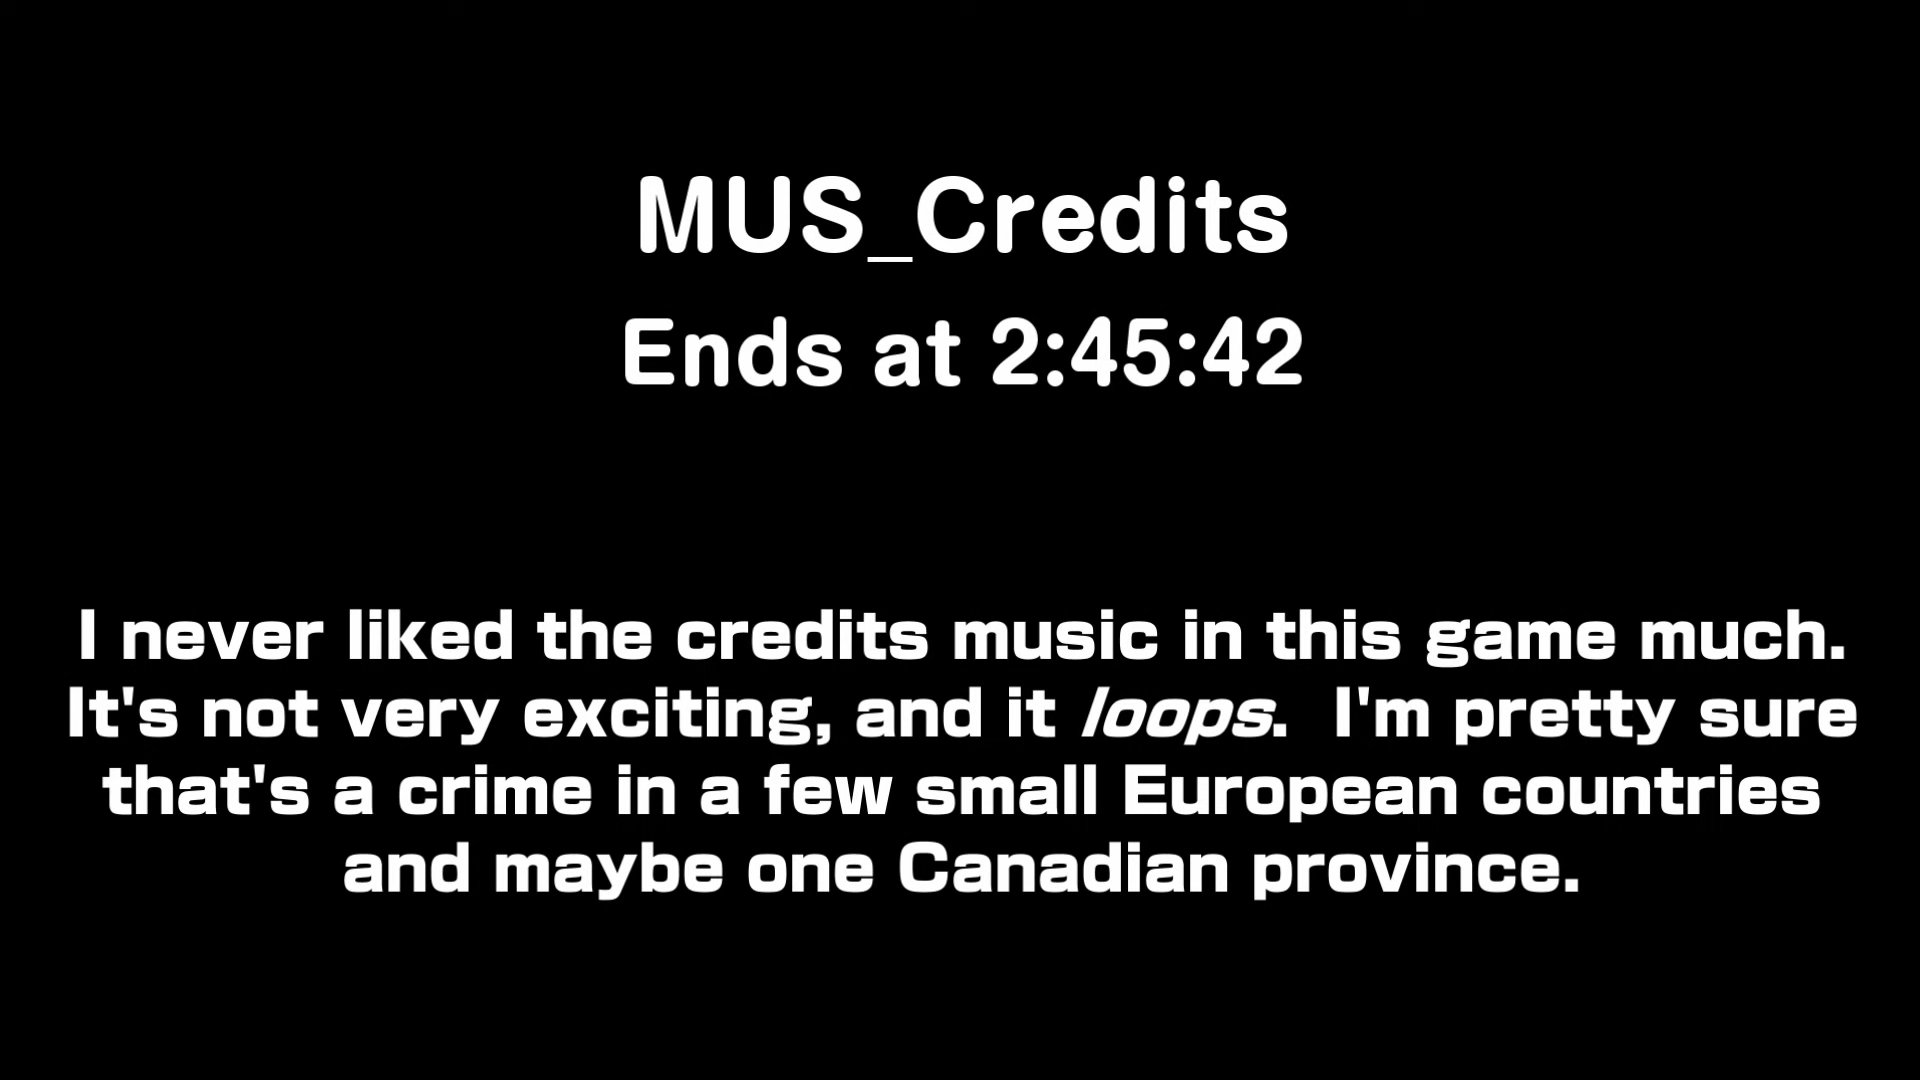 MUS_Credits
Ends at 2:45:42
I never liked the credits music in this game much.
It's not very exciting, and it loops.  I'm pretty sure
that's a crime in a few small European countries
and maybe one Canadian province.